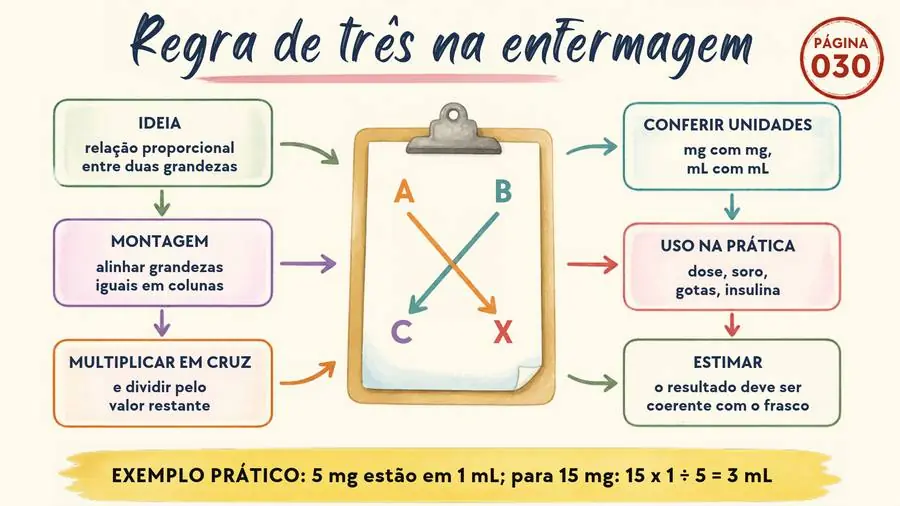 Regra de três na enfermagem
PÁGINA
030
IDEIA
relação proporcional
entre duas grandezas
MONTAGEM
alinhar grandezas
iguais em colunas
MULTIPLICAR EM CRUZ
e dividir pelo
valor restante
A B
C X
CONFERIR UNIDADES
mg com mg,
mL com mL
USO NA PRÁTICA
dose, soro,
gotas, insulina
ESTIMAR
o resultado deve ser
coerente com o frasco
EXEMPLO PRÁTICO: 5 mg estão em 1 mL; para 15 mg: 15 x 1 ÷ 5 = 3 mL